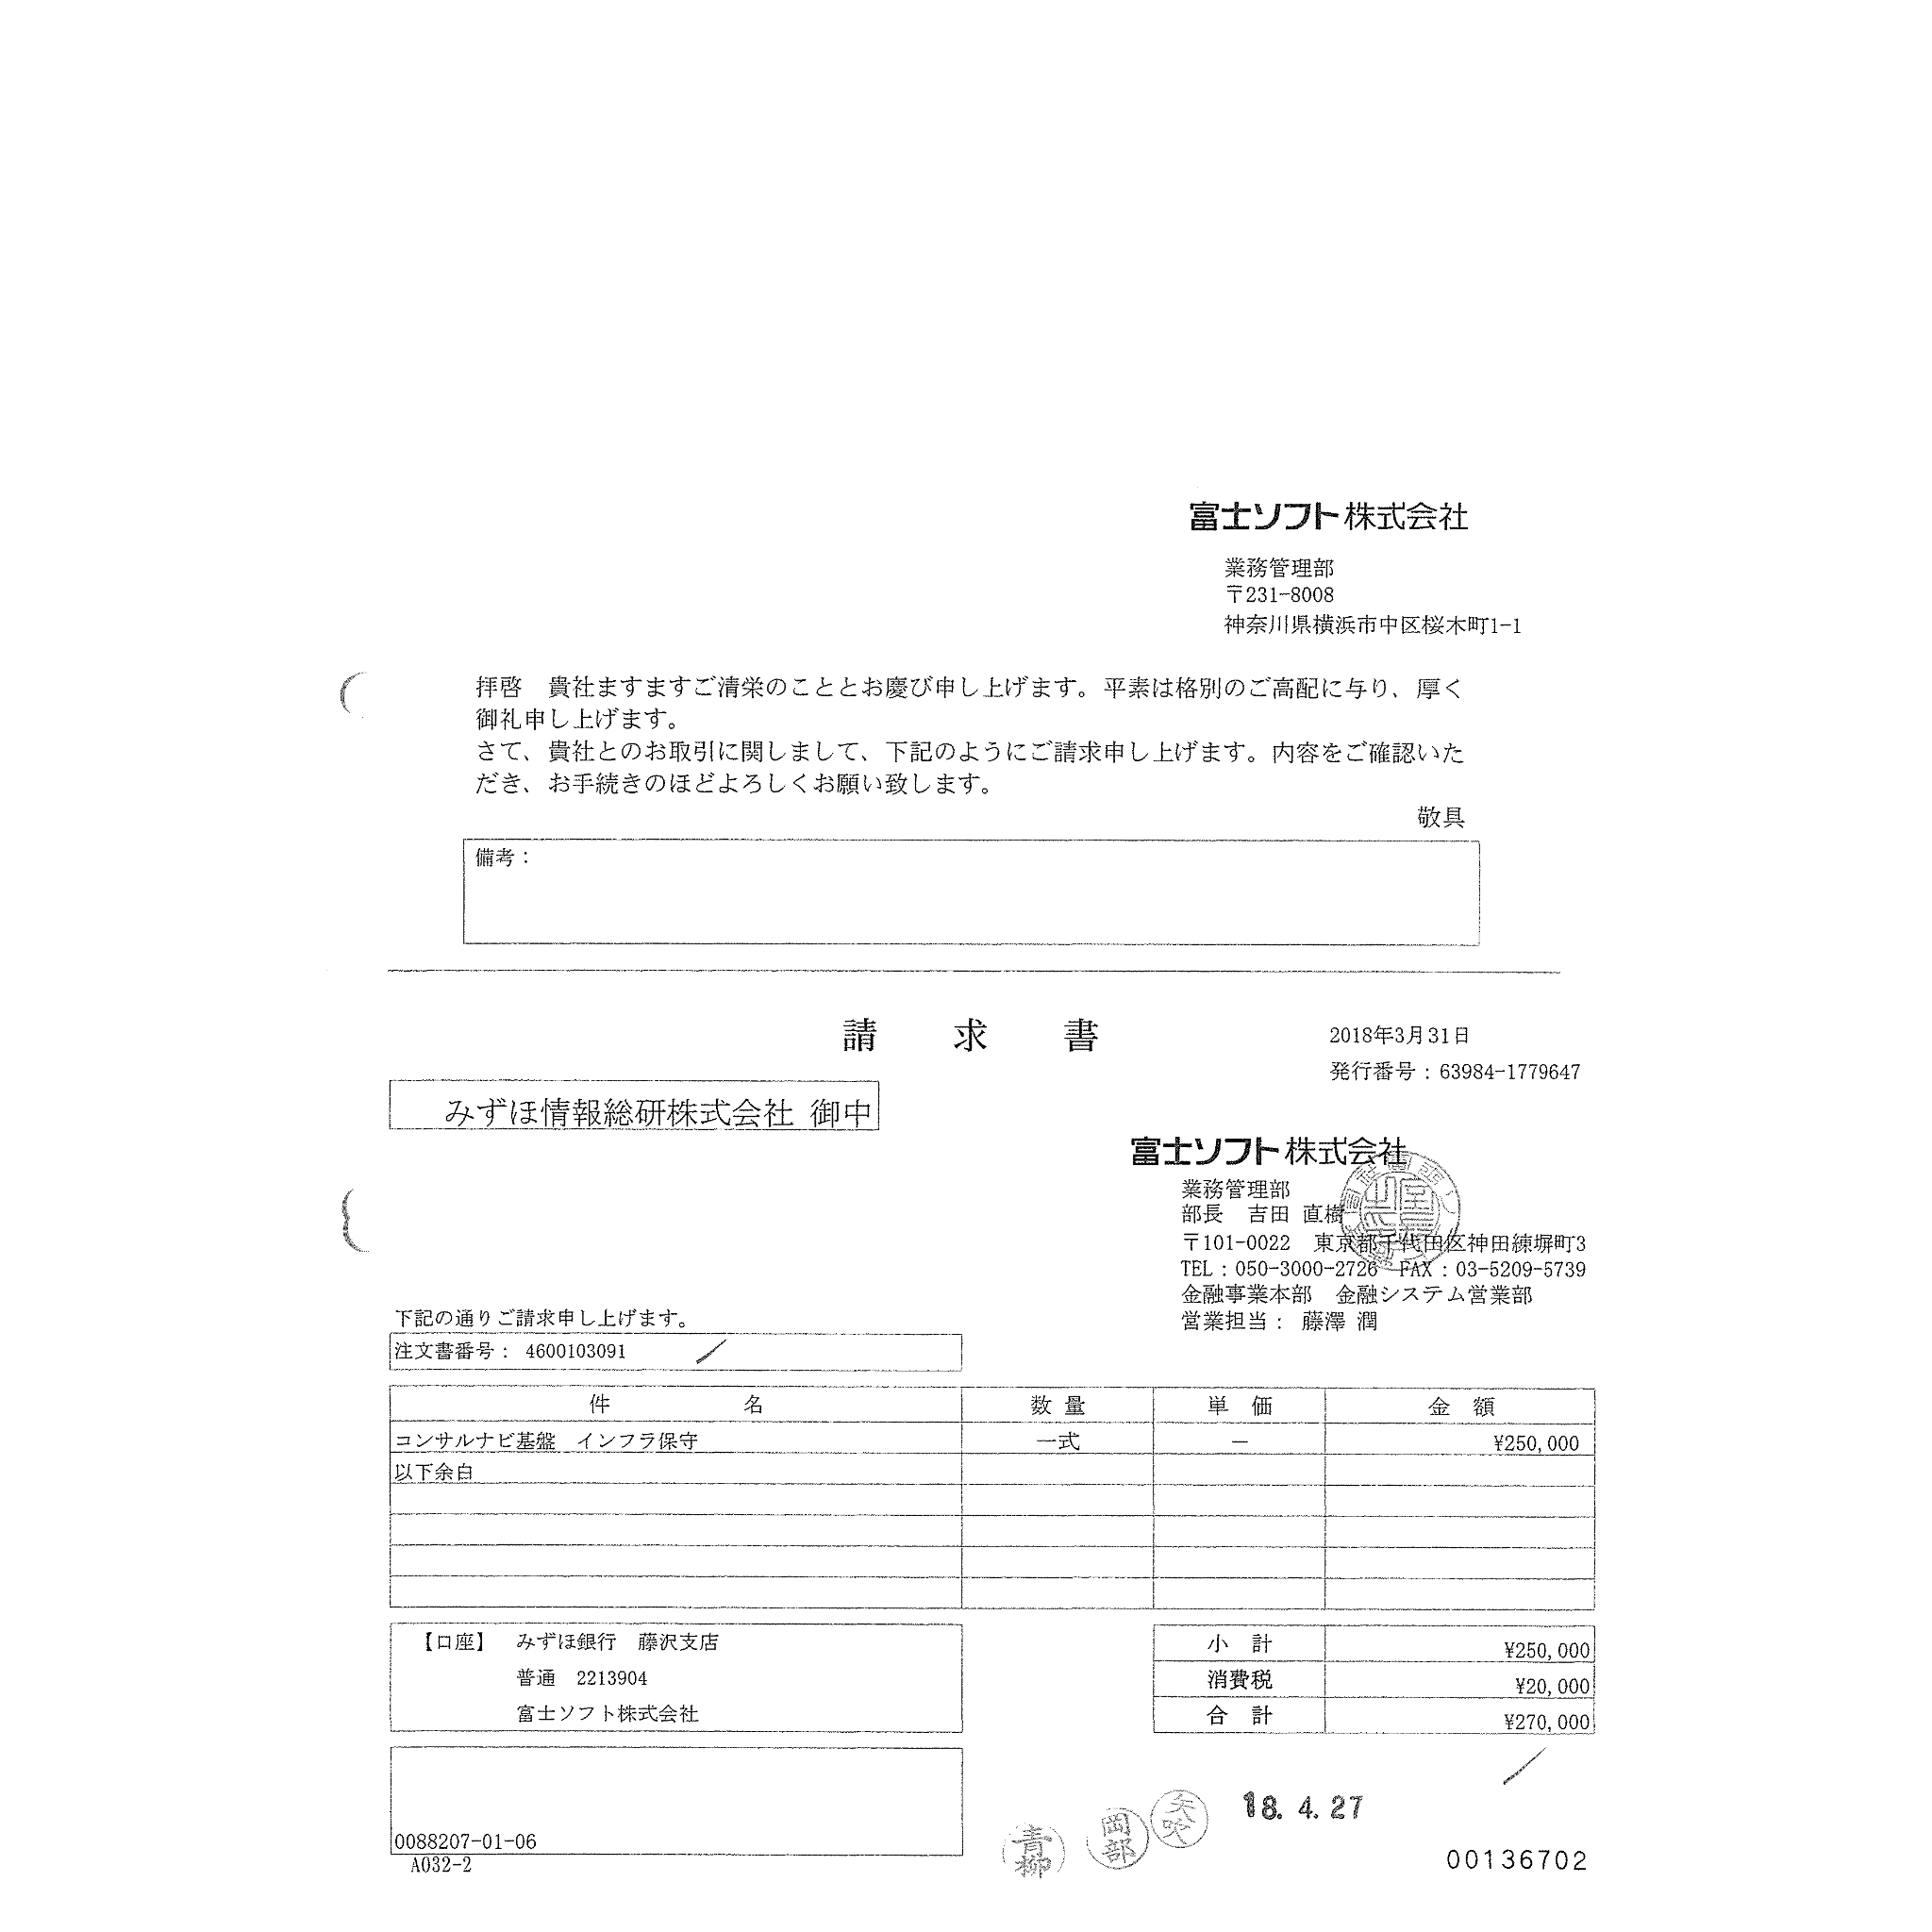 富士ソフト株式会社
業務管理部
〒231-8008
神奈川県横浜市中区桜木町1-1
拝啓　貴社ますますご清栄のこととお慶び申し上げます。平素は格別のご高配に与り、厚く
御礼申し上げます。
さて、貴社とのお取引に関しまして、下記のようにご請求申し上げます。内容をご確認いた
だき、お手続きのほどよろしくお願い致します。
敬具
備考：
請　求　書
2018年3月31日
発行番号：63984-1779647
みずほ情報総研株式会社 御中
富士ソフト株式会社
業務管理部
部長　吉田 直樹
〒101-0022　東京都千代田区神田練塀町3
TEL：050-3000-2726　FAX：03-5209-5739
金融事業本部　金融システム営業部
営業担当： 藤澤 潤
下記の通りご請求申し上げます。
注文書番号： 4600103091
件　名　数 量　単 価　金 額
コンサルナビ基盤　インフラ保守　一式　―　¥250,000
以下余白
【口座】　みずほ銀行　藤沢支店
普通　2213904
富士ソフト株式会社
小　計　¥250,000
消費税　¥20,000
合　計　¥270,000
0088207-01-06
A032-2
青柳
岡部
矢吹
18. 4. 27
00136702